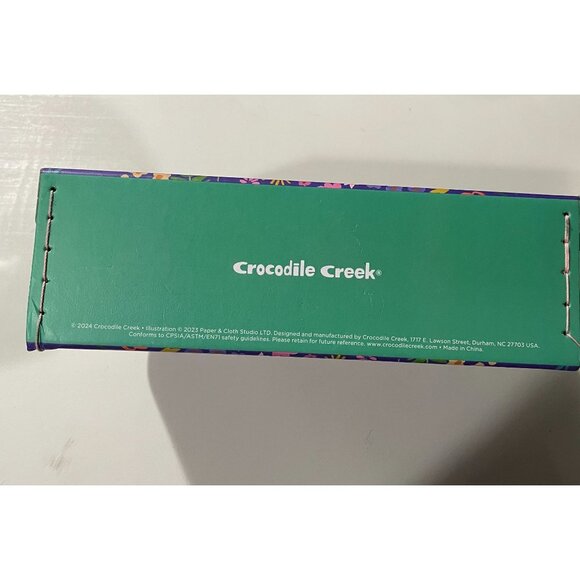 Crocodile Creek®
© 2024 Crocodile Creek • Illustration © 2023 Paper & Cloth Studio LTD. Designed and manufactured by Crocodile Creek, 1717 E. Lawson Street, Durham, NC 27703 USA.
Conforms to CPSIA/ASTM/EN71 safety guidelines. Please retain for future reference. www.crocodilecreek.com • Made in China.